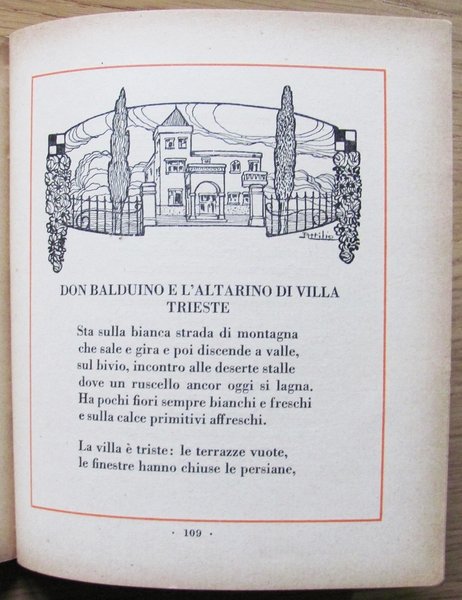 Attilio
DON BALDUINO E L'ALTARINO DI VILLA
TRIESTE
Sta sulla bianca strada di montagna
che sale e gira e poi discende a valle,
sul bivio, incontro alle deserte stalle
dove un ruscello ancor oggi si lagna.
Ha pochi fiori sempre bianchi e freschi
e sulla calce primitivi affreschi.
La villa è triste: le terrazze vuote,
le finestre hanno chiuse le persiane,
· 109 ·